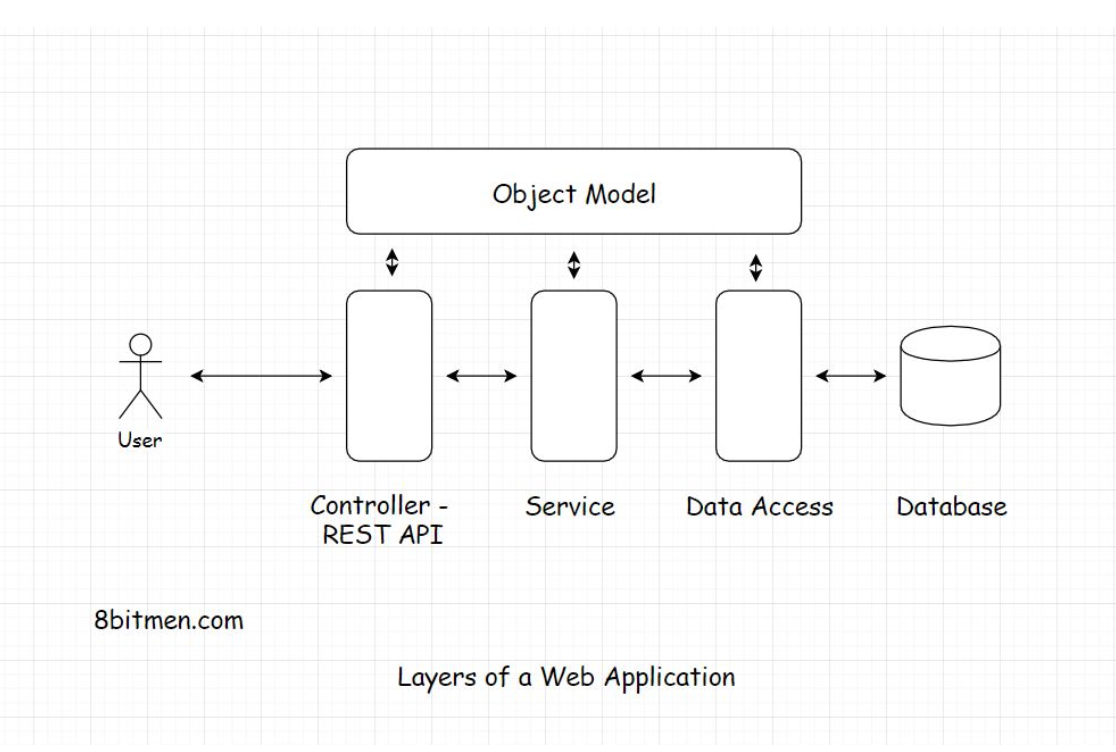 Object Model
User
Controller -
REST API
Service
Data Access
Database
8bitmen.com
Layers of a Web Application